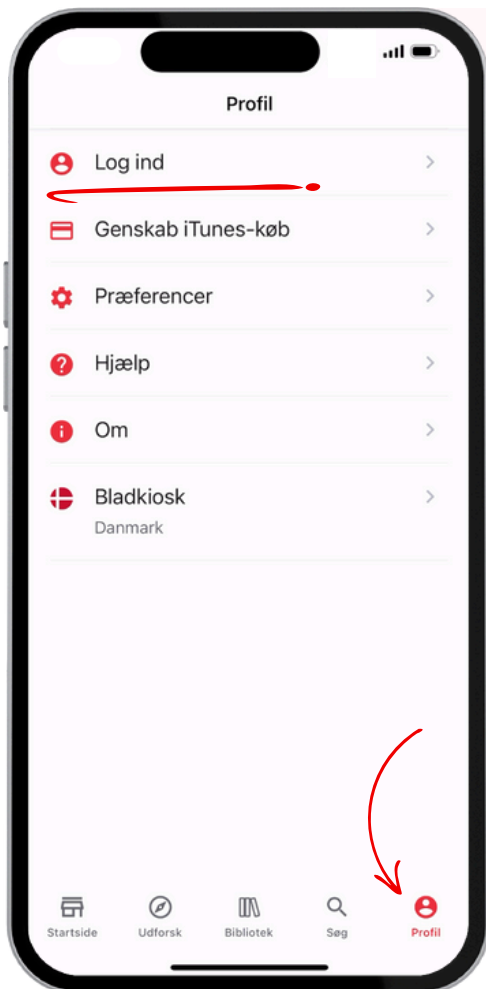 Profil
Log ind
Genskab iTunes-køb
Præferencer
Hjælp
Om
Bladkiosk
Danmark
Startside Udforsk Bibliotek Søg Profil